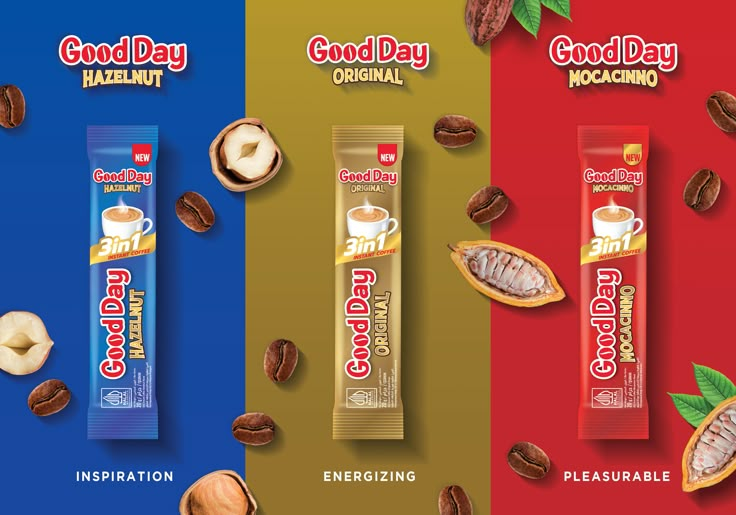 Good Day
HAZELNUT
Good Day
ORIGINAL
Good Day
MOCACINNO
NEW
Good Day
HAZELNUT
3in1
INSTANT COFFEE
Good Day
HAZELNUT
NEW
Good Day
ORIGINAL
3in1
INSTANT COFFEE
Good Day
ORIGINAL
NEW
Good Day
MOCACINNO
3in1
INSTANT COFFEE
Good Day
MOCACINNO
INSPIRATION
ENERGIZING
PLEASURABLE